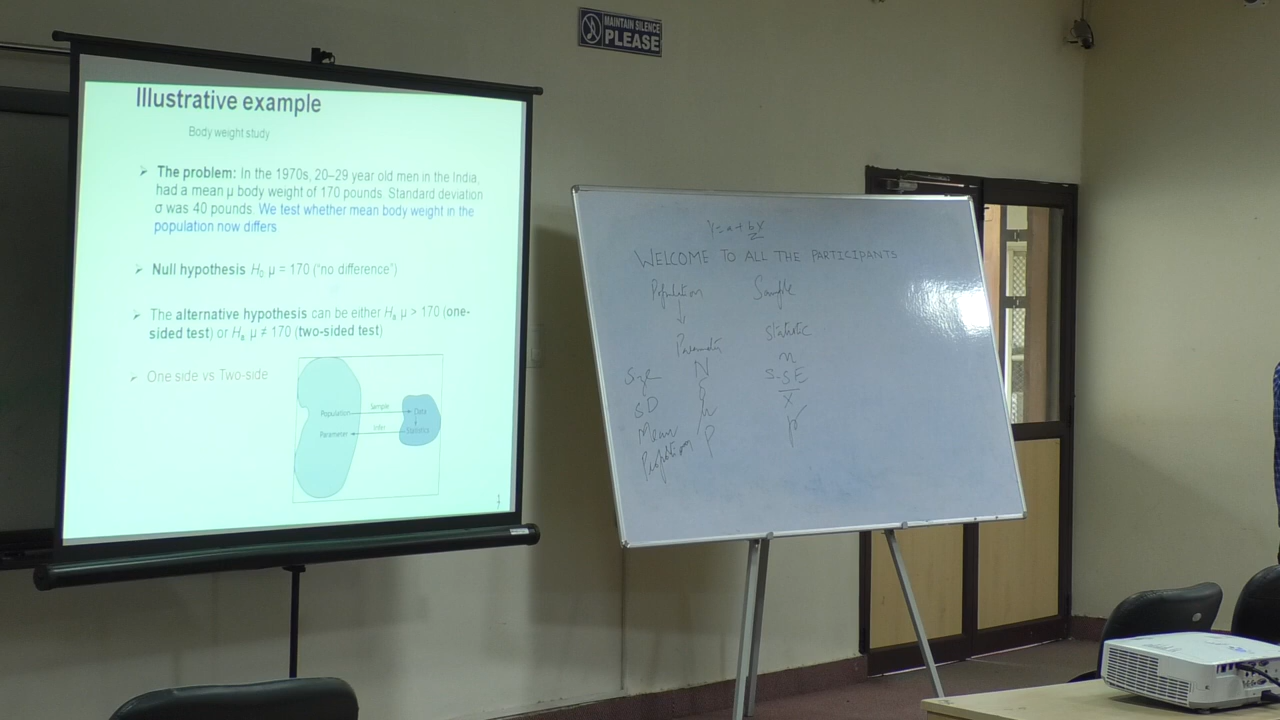 MAINTAIN SILENCE
PLEASE
Illustrative example
Body weight study
➢ The problem: In the 1970s, 20–29 year old men in the India,
had a mean μ body weight of 170 pounds. Standard deviation
σ was 40 pounds. We test whether mean body weight in the
population now differs.
➢ Null hypothesis H₀ μ = 170 ("no difference")
➢ The alternative hypothesis can be either Hₐ μ > 170 (one-
sided test) or Hₐ μ ≠ 170 (two-sided test)
➢ One side vs Two-side
Population
Sample
Data
Parameter
Infer
Statistics
Y = a + bX
WELCOME TO ALL THE PARTICIPANTS
Population Sample
Statistic
N n
SD SE
Mean μ x̄
P p